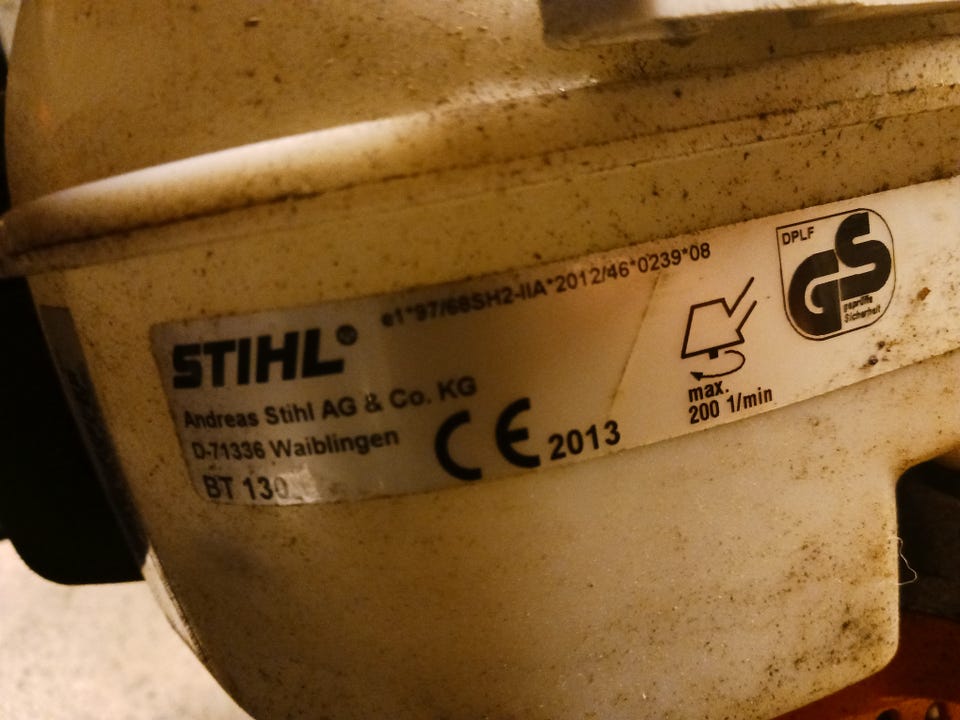 e1*97/68SH2-IIA*2012/46*0239*08
STIHL®
Andreas Stihl AG & Co. KG
D-71336 Waiblingen
BT 130
CE 2013
max.
200 1/min
DPLF
GS
geprüfte
Sicherheit